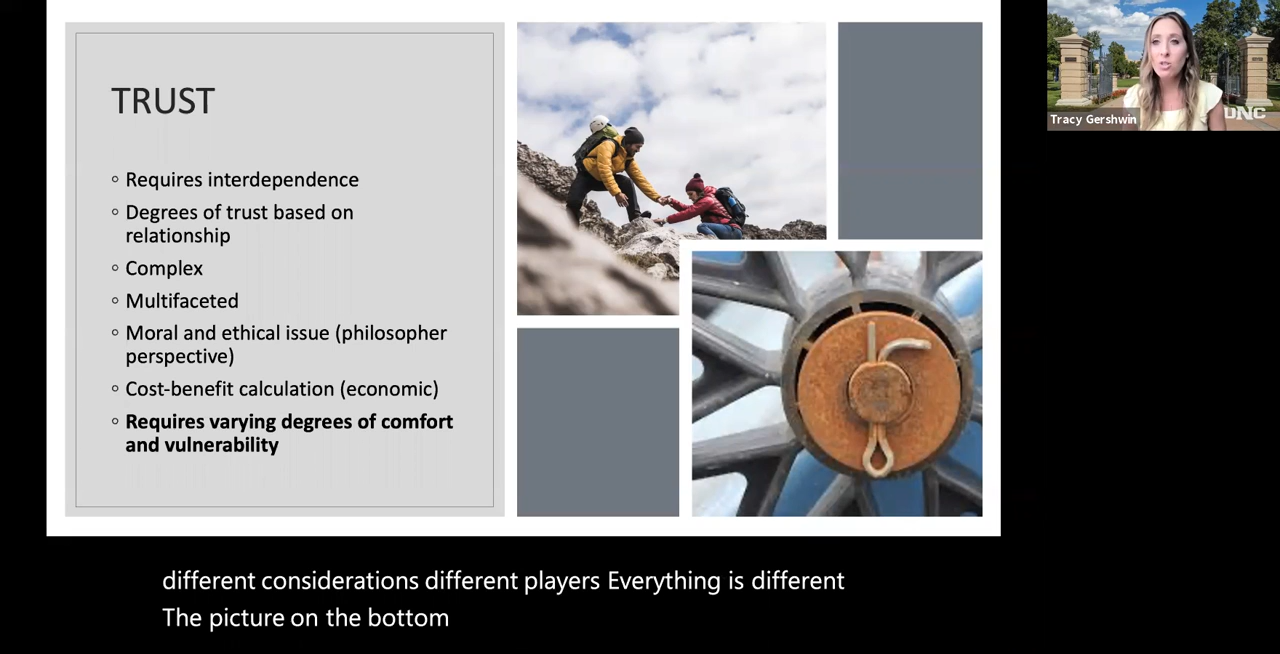 TRUST
◦ Requires interdependence
◦ Degrees of trust based on
relationship
◦ Complex
◦ Multifaceted
◦ Moral and ethical issue (philosopher
perspective)
◦ Cost-benefit calculation (economic)
◦ Requires varying degrees of comfort
and vulnerability
Tracy Gershwin
UNC
different considerations different players Everything is different
The picture on the bottom